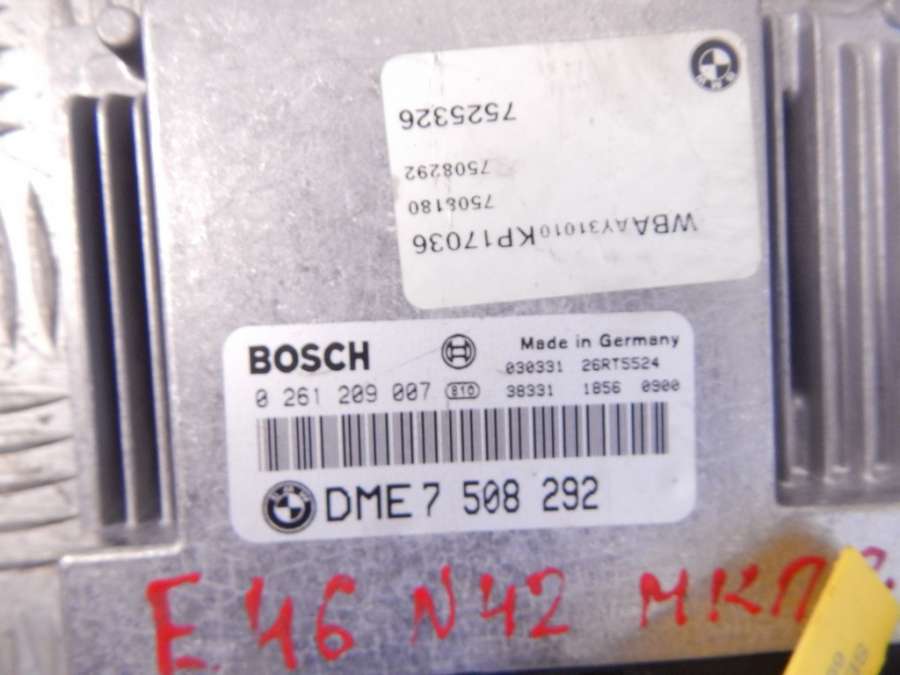 7525326
7508292
7508180
WBAAY31010KP17036
BOSCH
Made in Germany
0 261 209 007 810
030331 26RTS524
38331 1856 0900
DME 7 508 292
E46 N42 МКП